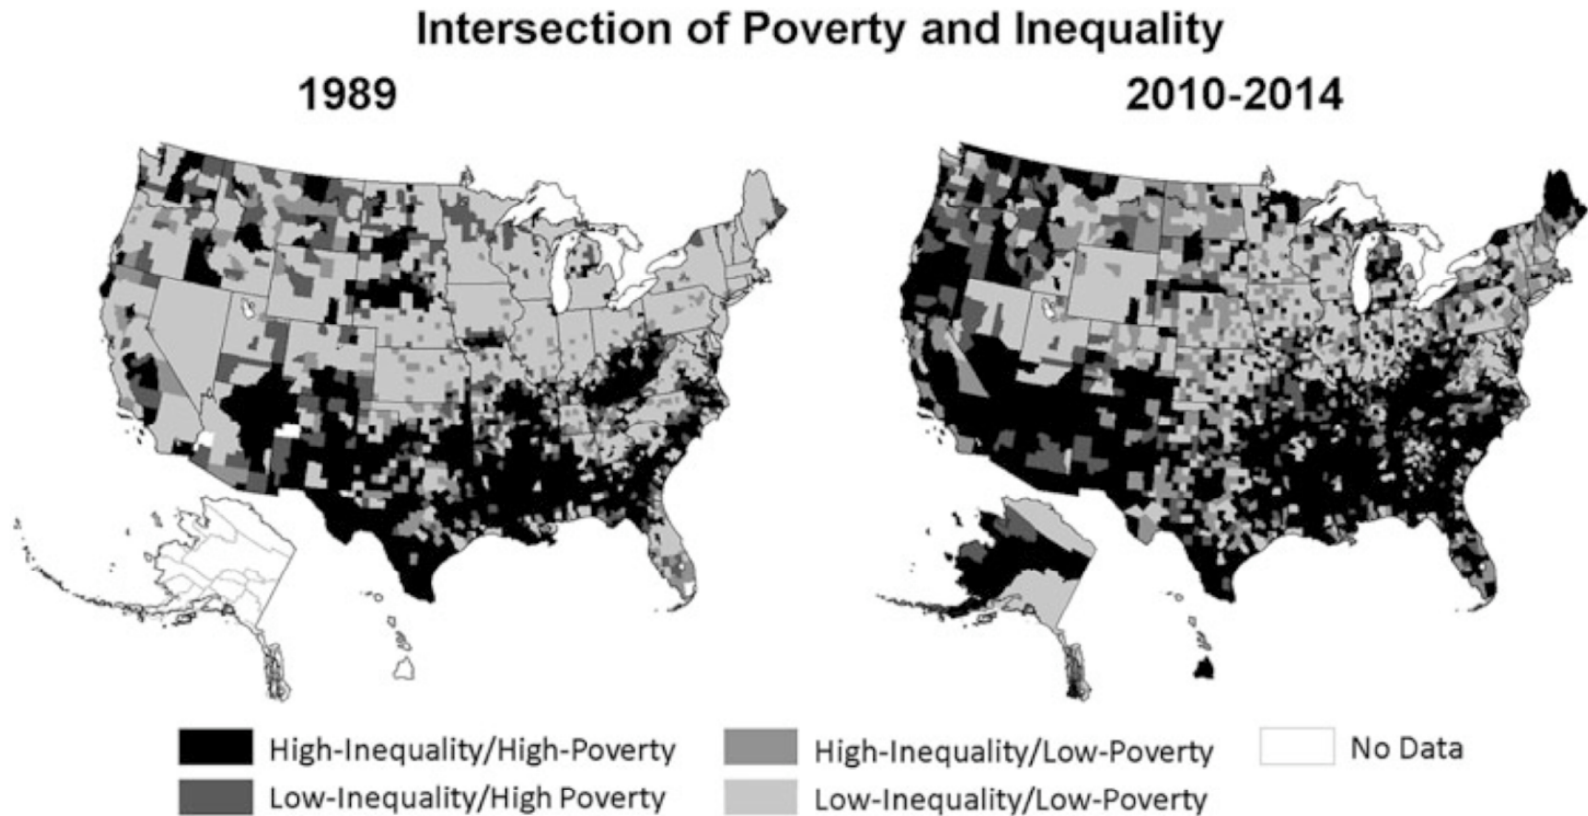 Intersection of Poverty and Inequality
1989
2010-2014
High-Inequality/High-Poverty
High-Inequality/Low-Poverty
No Data
Low-Inequality/High Poverty
Low-Inequality/Low-Poverty